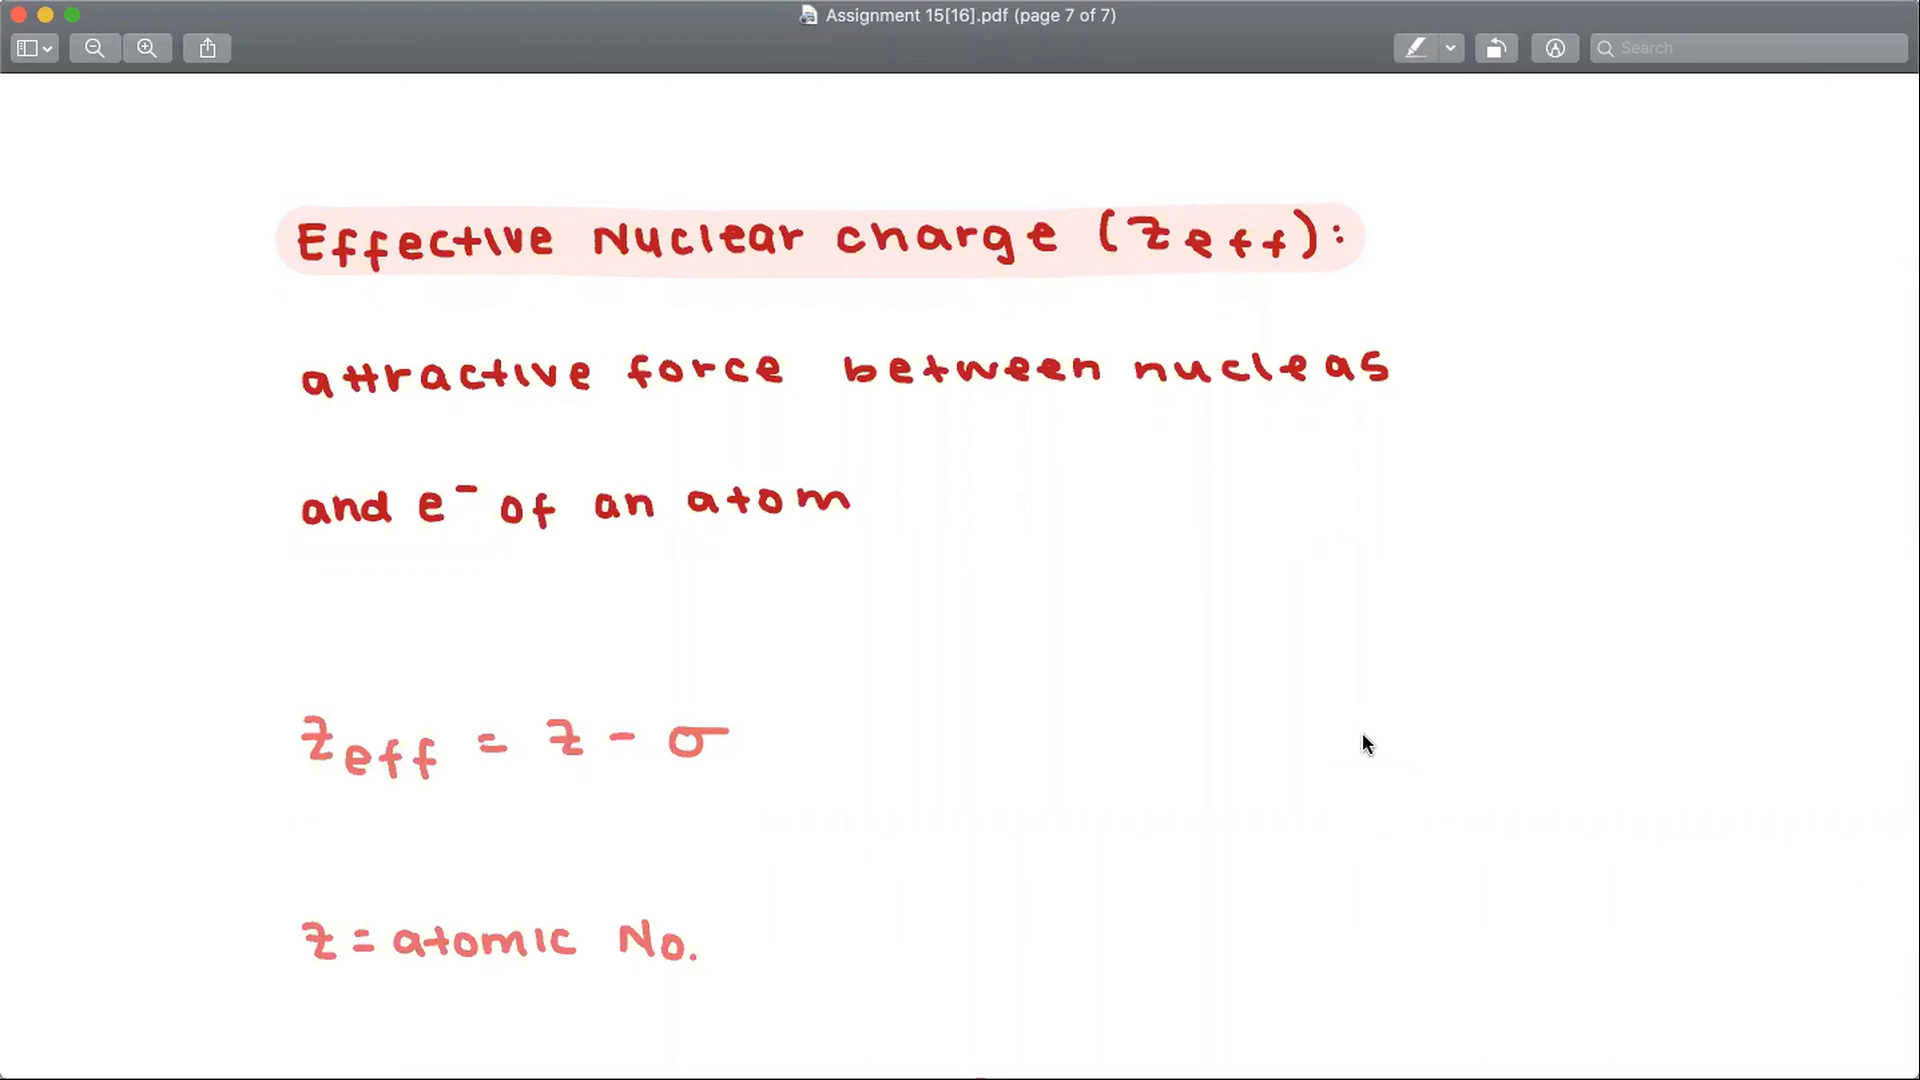 Assignment 15[16].pdf (page 7 of 7)
Search
Effective Nuclear charge (Zeff):
attractive force between nucleas
and e⁻ of an atom
Zeff = Z - σ
Z = atomic No.